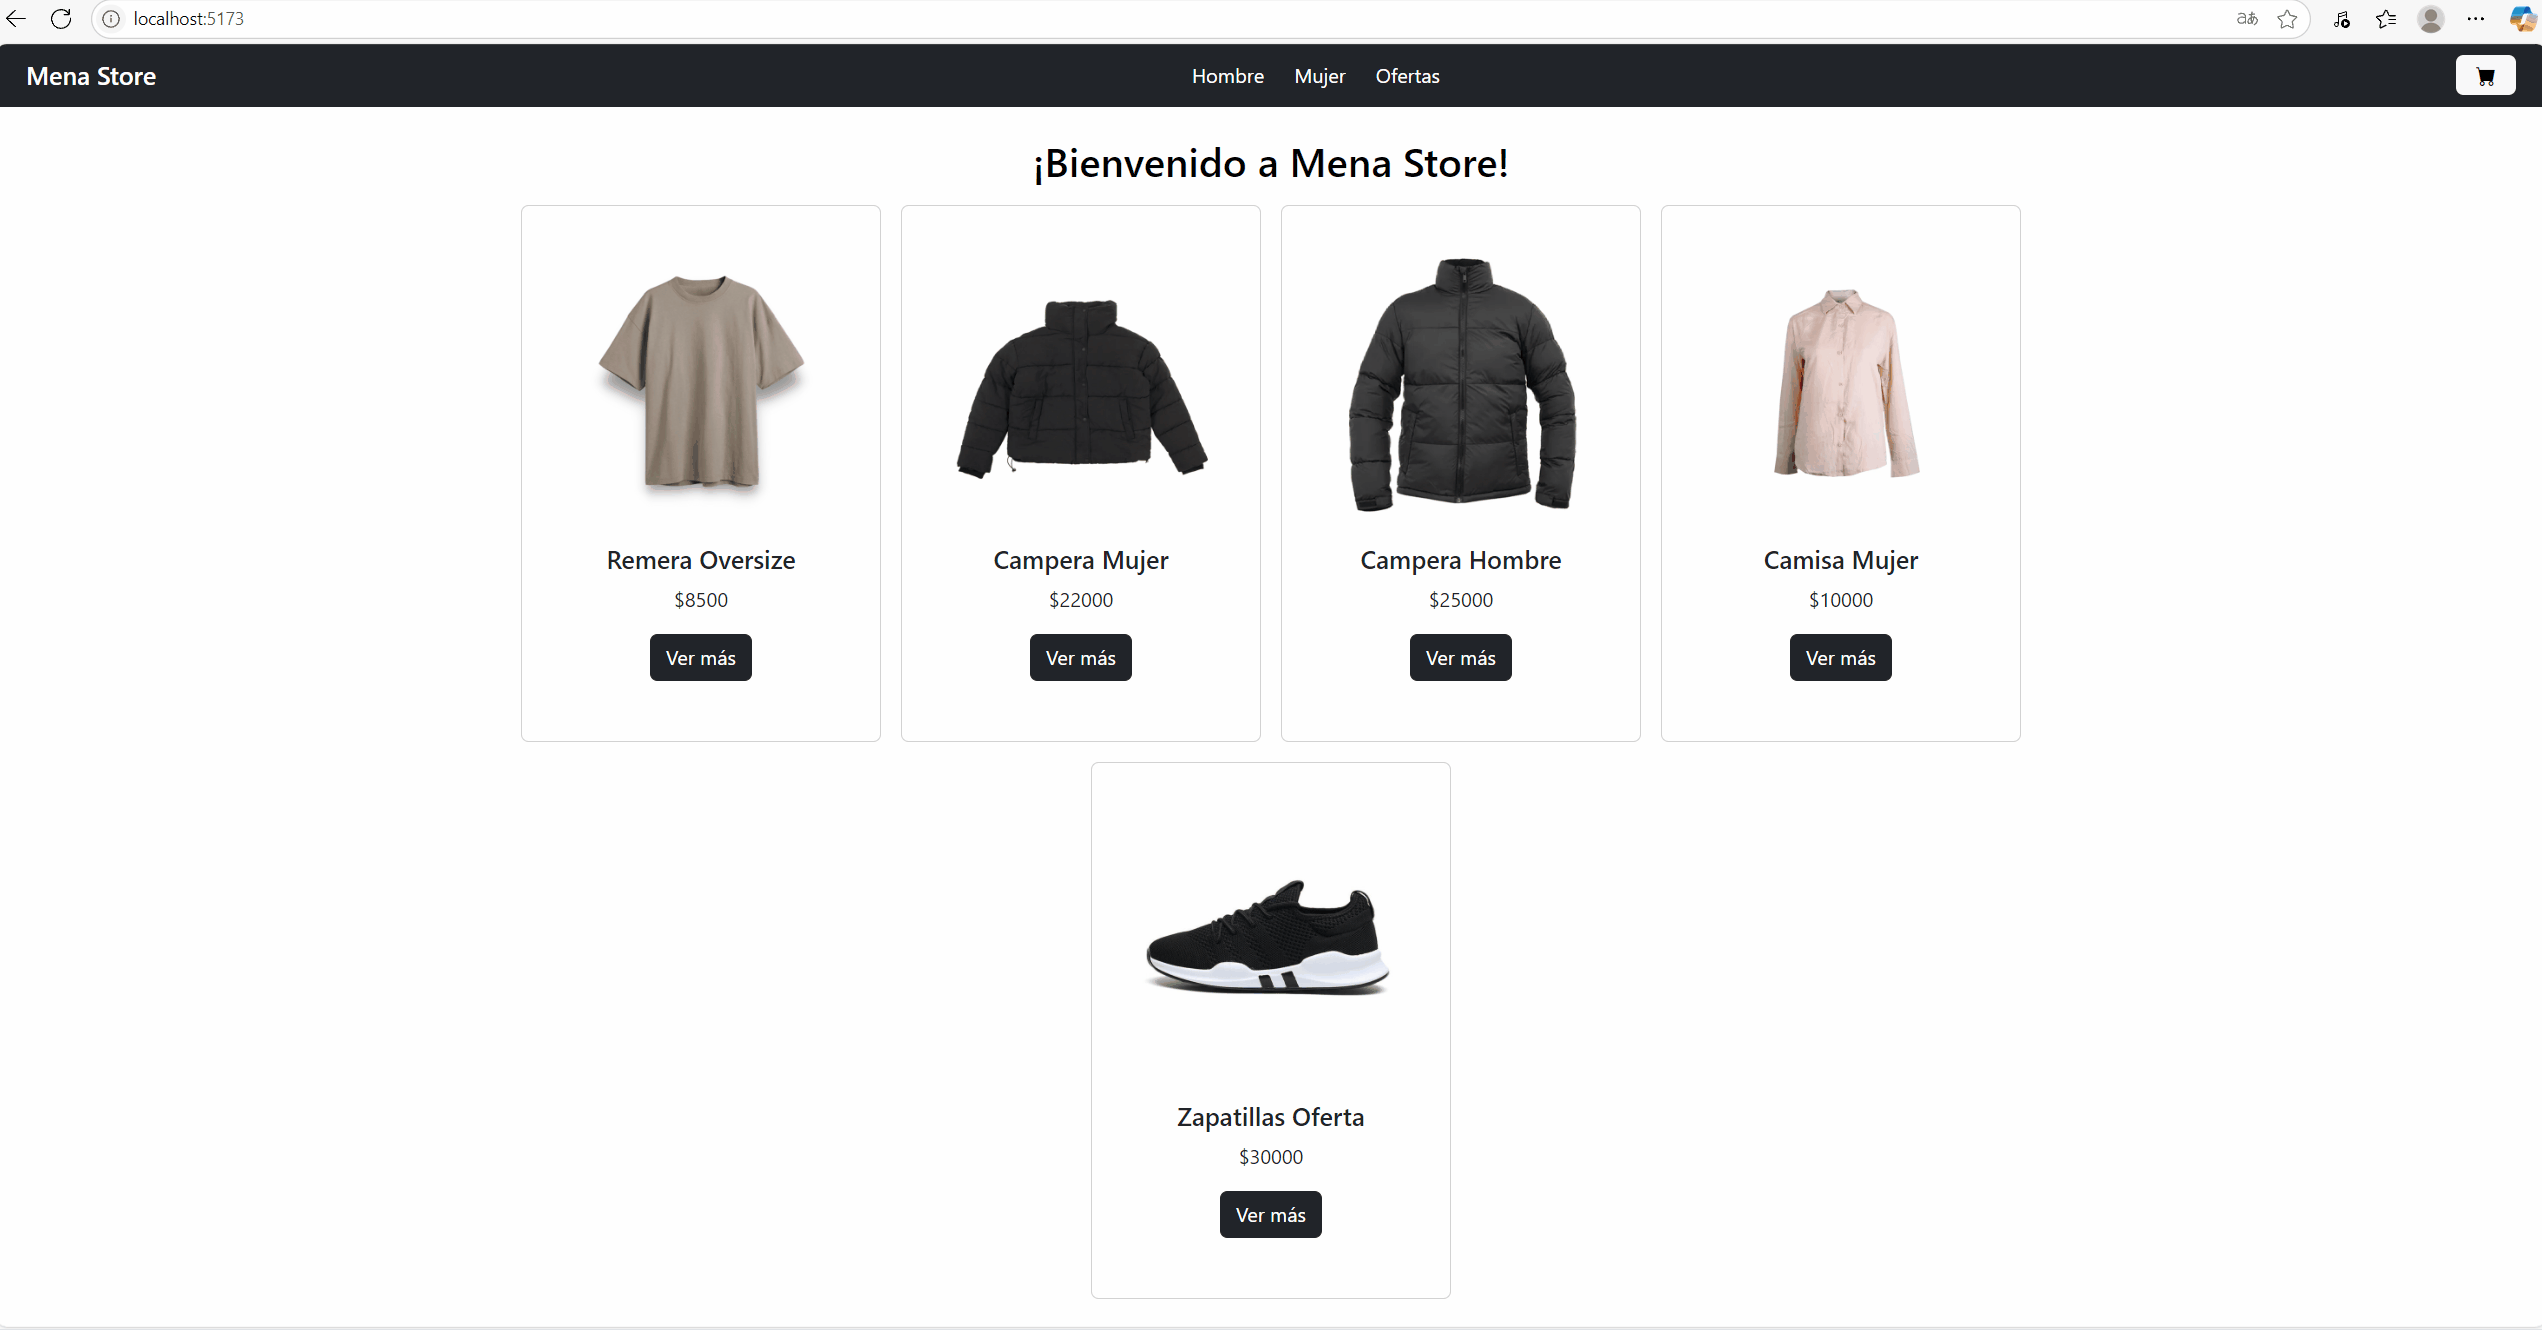 localhost:5173
Mena Store
Hombre Mujer Ofertas
¡Bienvenido a Mena Store!
Remera Oversize
$8500
Ver más
Campera Mujer
$22000
Ver más
Campera Hombre
$25000
Ver más
Camisa Mujer
$10000
Ver más
Zapatillas Oferta
$30000
Ver más